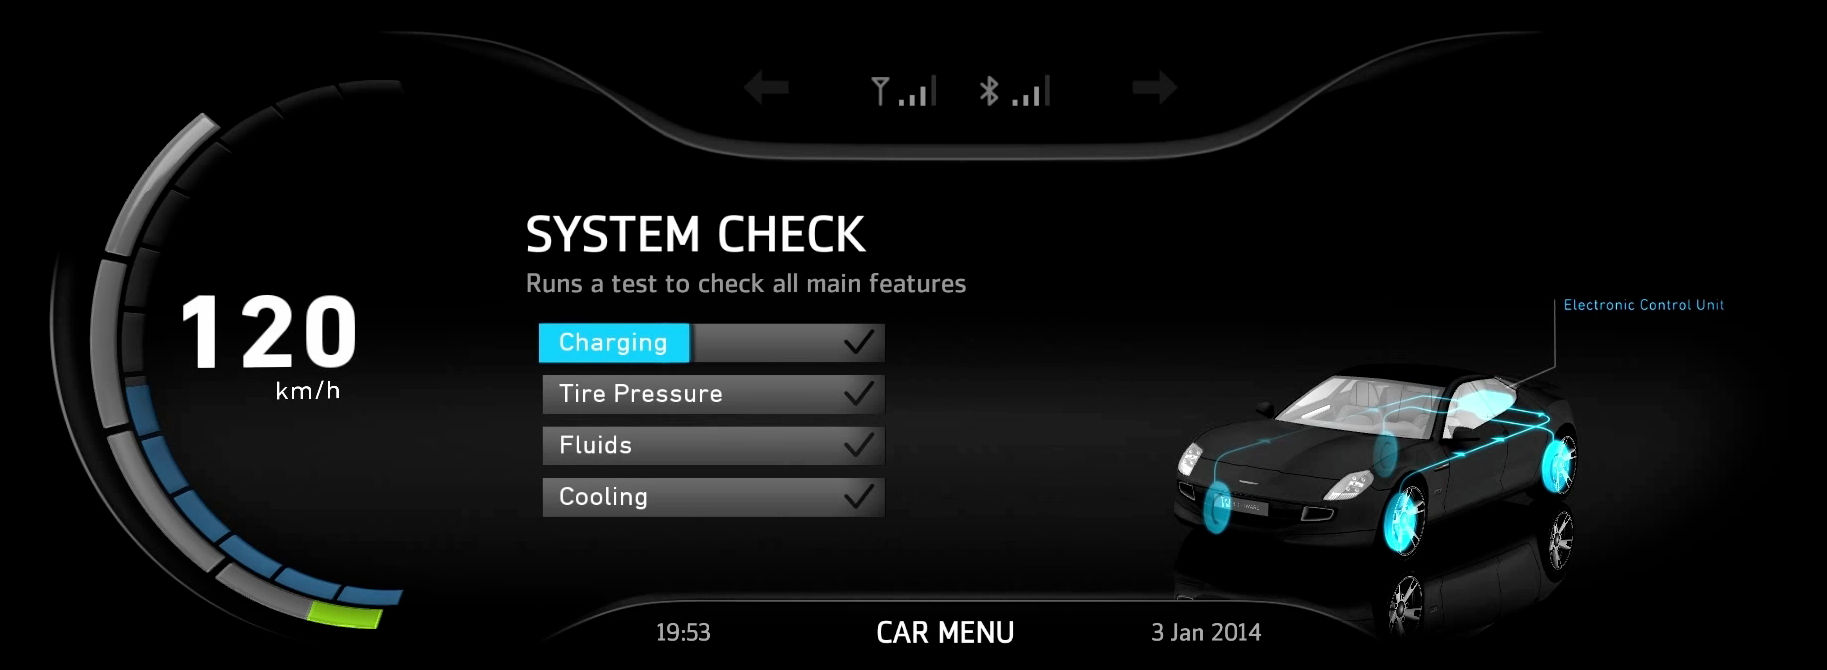 SYSTEM CHECK
Runs a test to check all main features
120
km/h
Charging
Tire Pressure
Fluids
Cooling
Electronic Control Unit
19:53
CAR MENU
3 Jan 2014